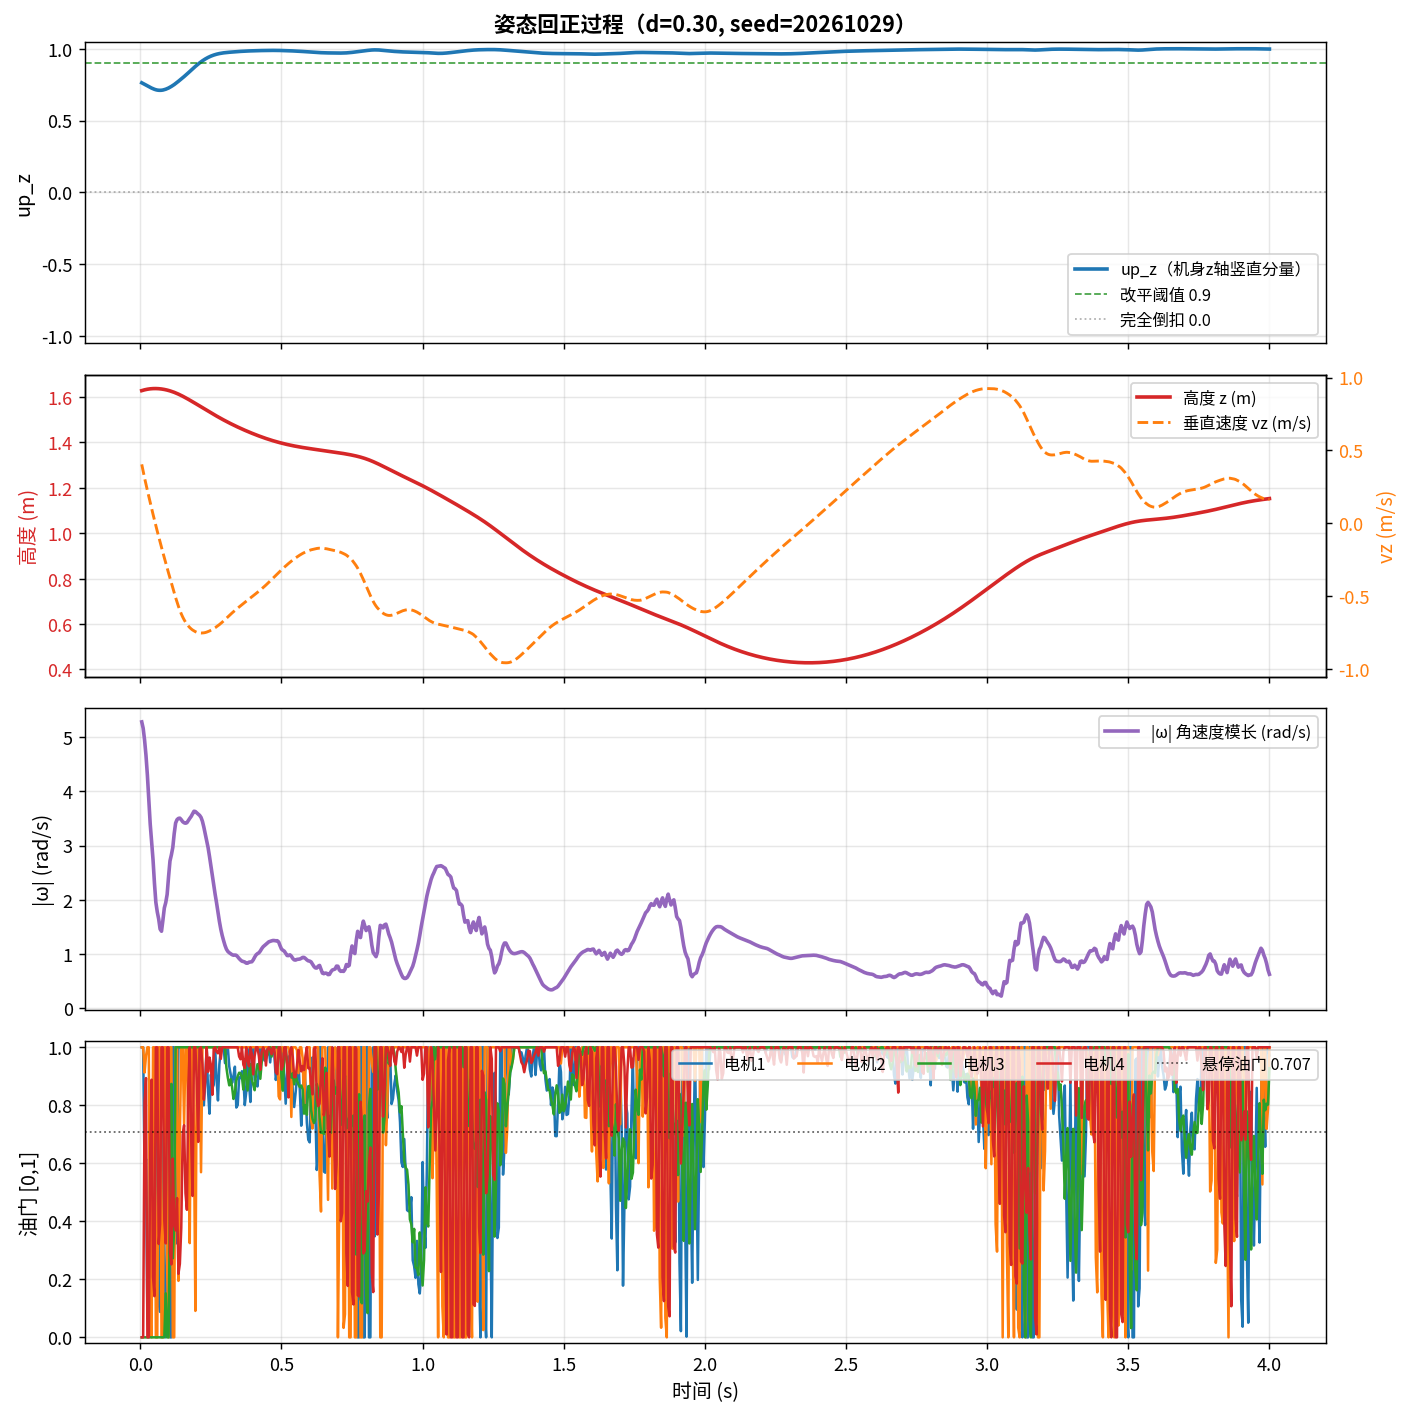 姿态回正过程（d=0.30, seed=20261029）
1.0
0.5
0.0
-0.5
-1.0
up_z
up_z（机身z轴竖直分量）
改平阈值 0.9
完全倒扣 0.0
1.6
1.4
1.2
1.0
0.8
0.6
0.4
高度 (m)
高度 z (m)
垂直速度 vz (m/s)
1.0
0.5
0.0
-0.5
-1.0
vz (m/s)
5
4
3
2
1
0
|ω| (rad/s)
|ω| 角速度模长 (rad/s)
1.0
0.8
0.6
0.4
0.2
0.0
油门 [0,1]
电机1 电机2 电机3 电机4 悬停油门 0.707
0.0 0.5 1.0 1.5 2.0 2.5 3.0 3.5 4.0
时间 (s)